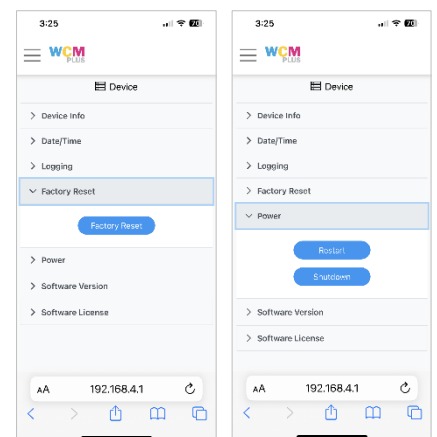 3:25
70
WCM
PLUS
Device
Device Info
Date/Time
Logging
Factory Reset
Factory Reset
Power
Software Version
Software License
AA 192.168.4.1
3:25
70
WCM
PLUS
Device
Device Info
Date/Time
Logging
Factory Reset
Power
Restart
Shutdown
Software Version
Software License
AA 192.168.4.1